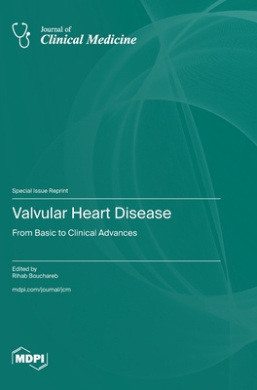 Journal of
Clinical Medicine
Special Issue Reprint
Valvular Heart Disease
From Basic to Clinical Advances
Edited by
Rihab Bouchareb
mdpi.com/journal/jcm
MDPI